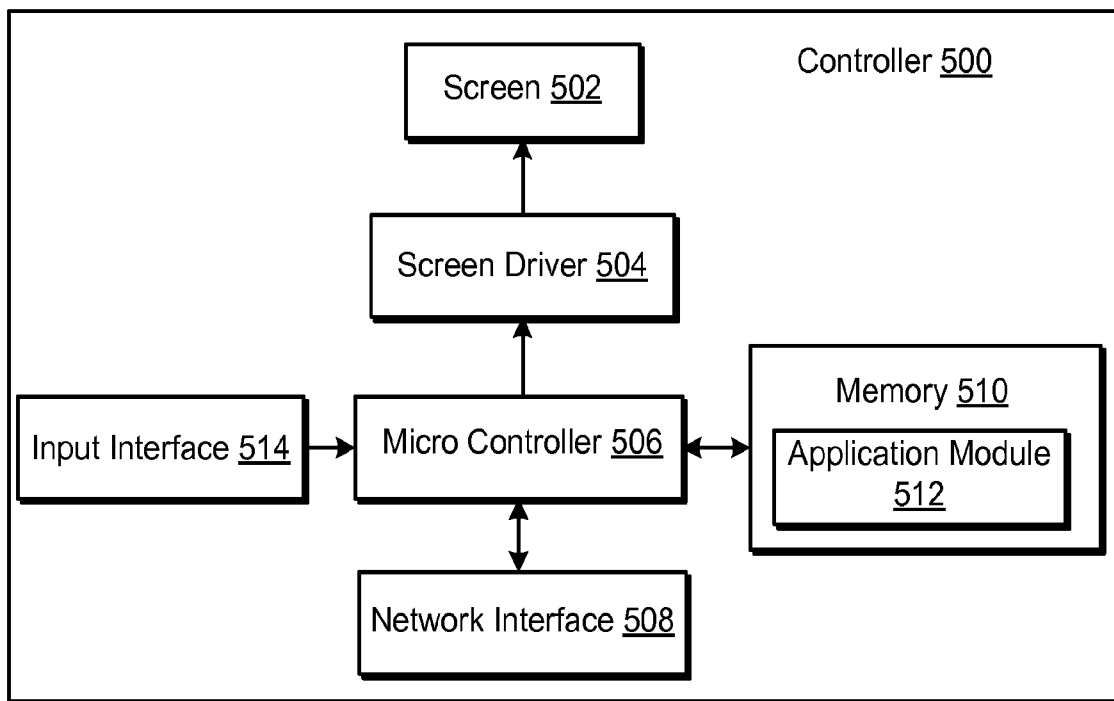 Controller 500
Screen 502
Screen Driver 504
Memory 510
Input Interface 514
Micro Controller 506
Application Module
512
Network Interface 508